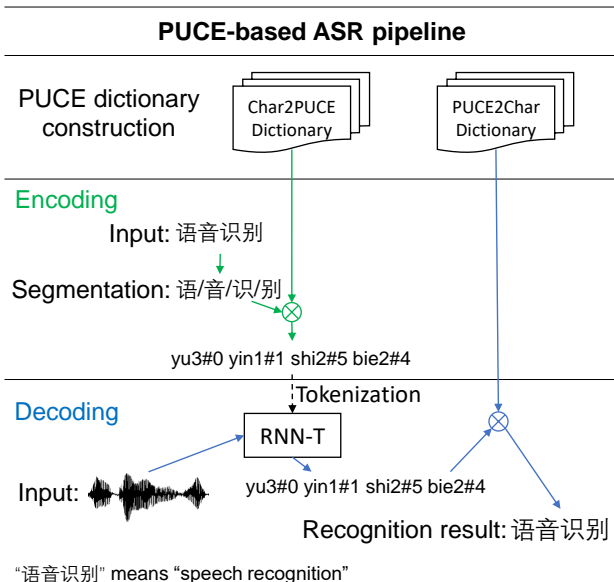 PUCE-based ASR pipeline
PUCE dictionary
construction
Char2PUCE
Dictionary
PUCE2Char
Dictionary
Encoding
Input: 语音识别
Segmentation: 语/音/识/别
yu3#0 yin1#1 shi2#5 bie2#4
Tokenization
Decoding
RNN-T
Input:
yu3#0 yin1#1 shi2#5 bie2#4
Recognition result: 语音识别
“语音识别” means “speech recognition”